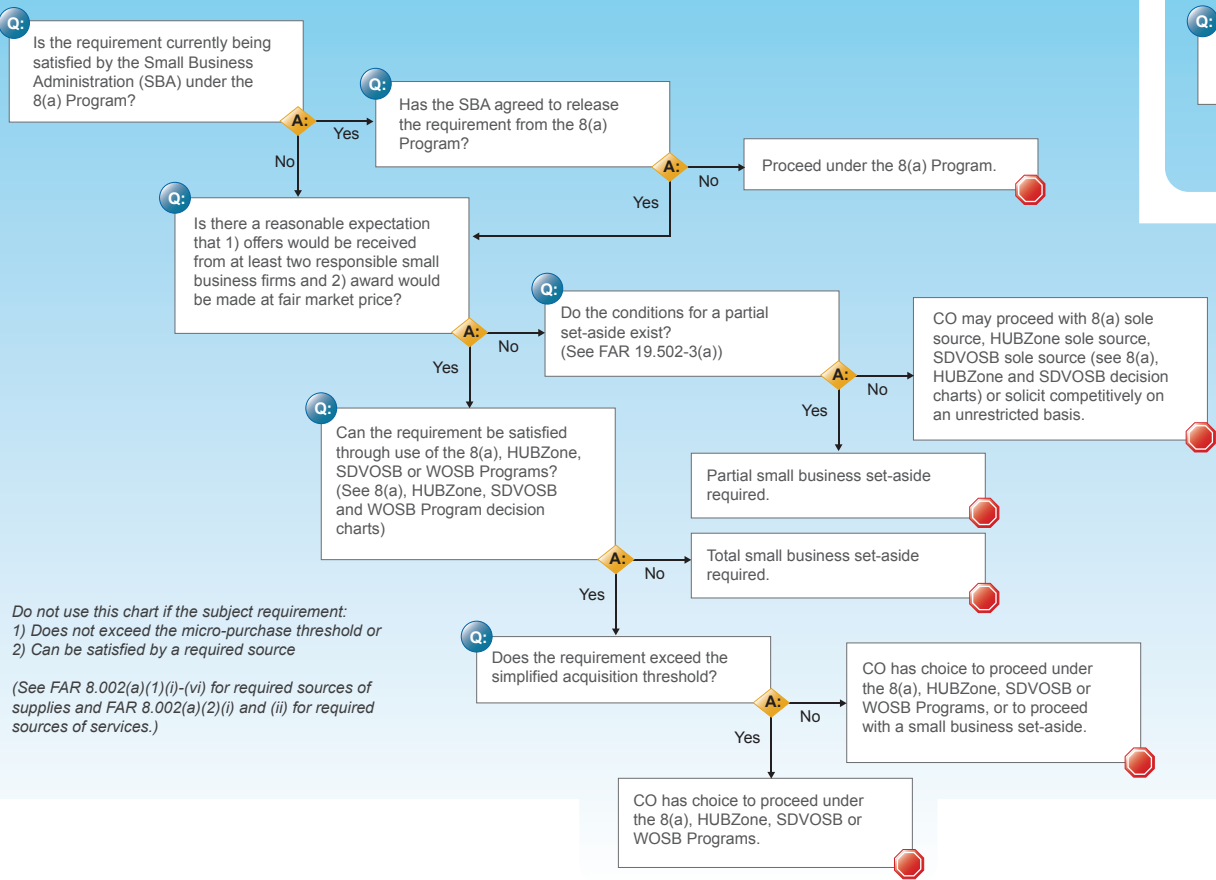 Q:
Is the requirement currently being
satisfied by the Small Business
Administration (SBA) under the
8(a) Program?
A:
Yes
No
Q:
Has the SBA agreed to release
the requirement from the 8(a)
Program?
A:
No
Yes
Proceed under the 8(a) Program.
Q:
Q:
Is there a reasonable expectation
that 1) offers would be received
from at least two responsible small
business firms and 2) award would
be made at fair market price?
A:
No
Yes
Q:
Do the conditions for a partial
set-aside exist?
(See FAR 19.502-3(a))
A:
No
Yes
CO may proceed with 8(a) sole
source, HUBZone sole source,
SDVOSB sole source (see 8(a),
HUBZone and SDVOSB decision
charts) or solicit competitively on
an unrestricted basis.
Partial small business set-aside
required.
Q:
Can the requirement be satisfied
through use of the 8(a), HUBZone,
SDVOSB or WOSB Programs?
(See 8(a), HUBZone, SDVOSB
and WOSB Program decision
charts)
A:
No
Yes
Total small business set-aside
required.
Q:
Does the requirement exceed the
simplified acquisition threshold?
A:
No
Yes
CO has choice to proceed under
the 8(a), HUBZone, SDVOSB or
WOSB Programs, or to proceed
with a small business set-aside.
CO has choice to proceed under
the 8(a), HUBZone, SDVOSB or
WOSB Programs.
Do not use this chart if the subject requirement:
1) Does not exceed the micro-purchase threshold or
2) Can be satisfied by a required source
(See FAR 8.002(a)(1)(i)-(vi) for required sources of
supplies and FAR 8.002(a)(2)(i) and (ii) for required
sources of services.)